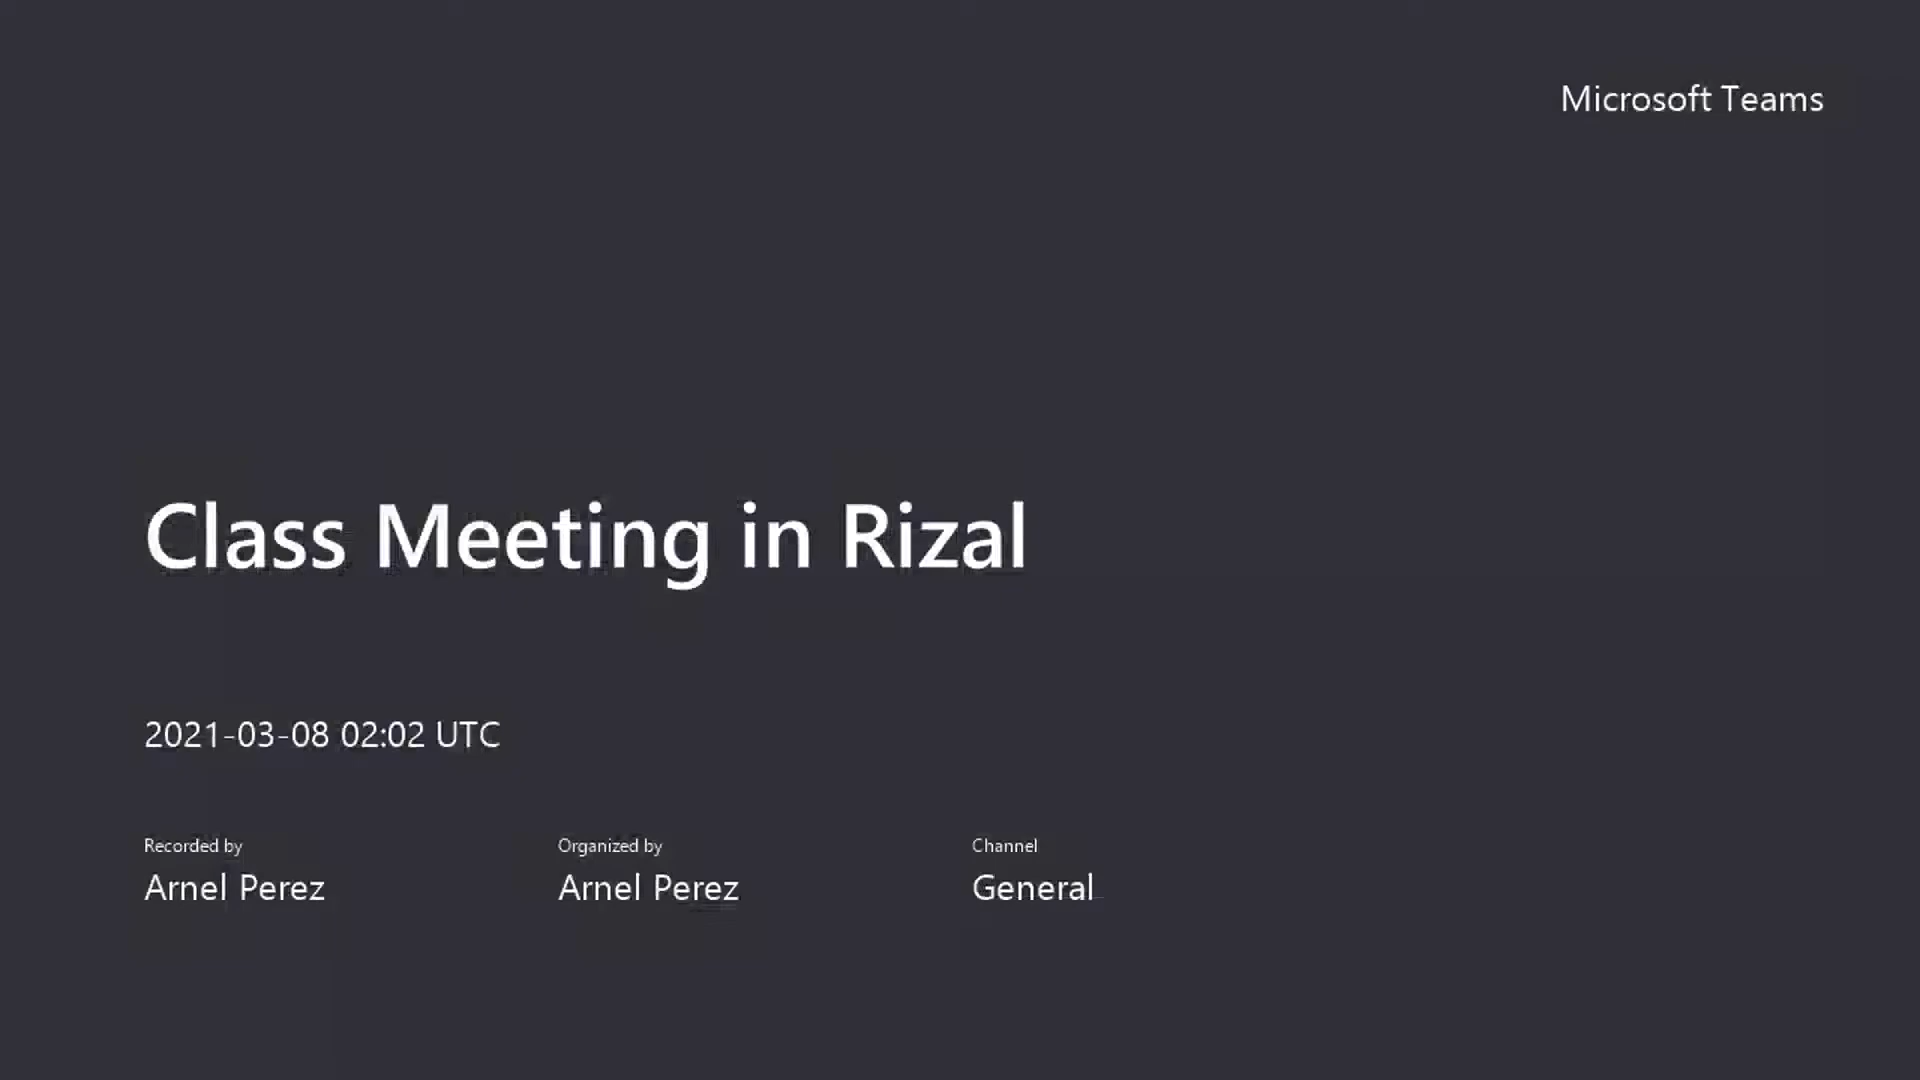 Microsoft Teams
Class Meeting in Rizal
2021-03-08 02:02 UTC
Recorded by
Arnel Perez
Organized by
Arnel Perez
Channel
General